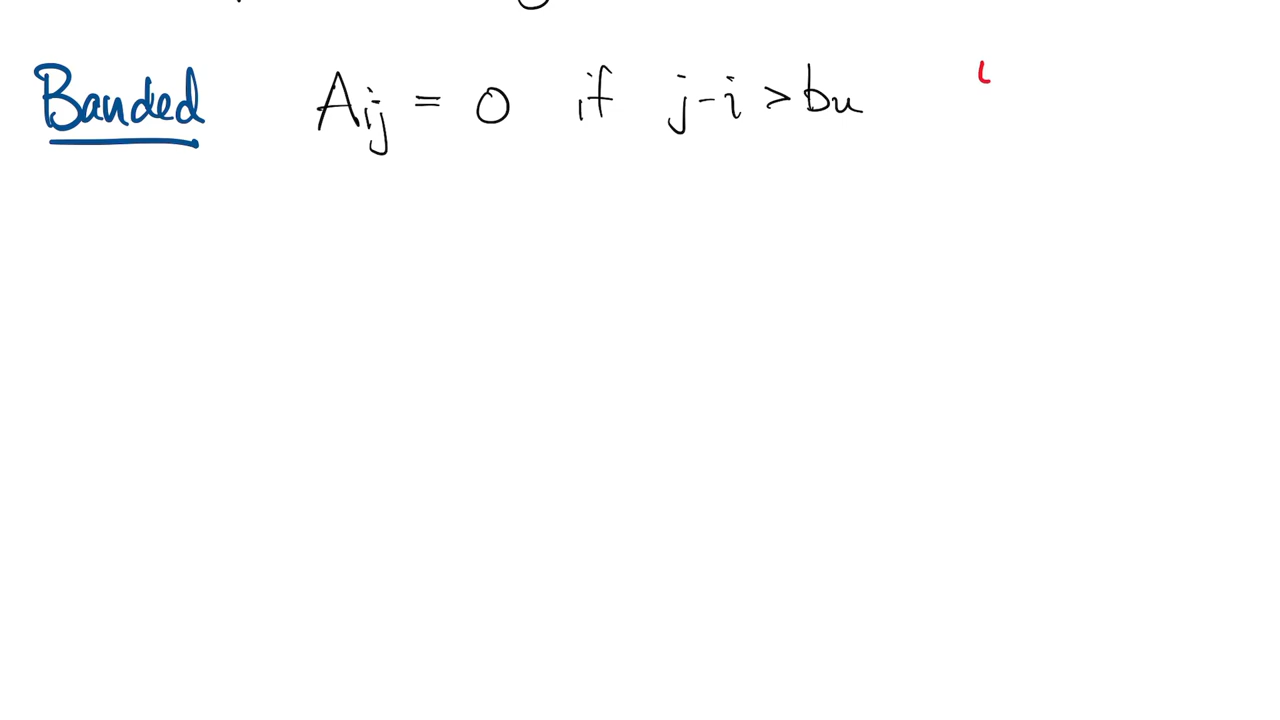 Banded Aij = 0 if j-i > bu